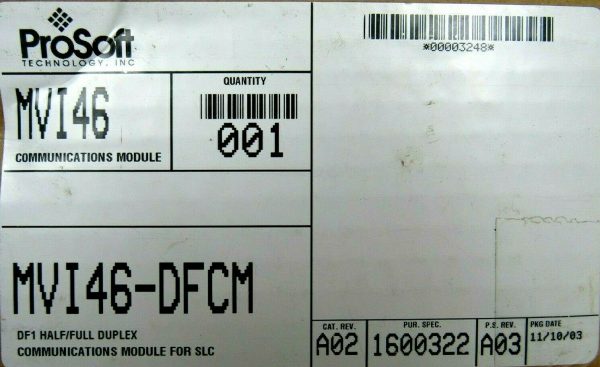 ProSoft
TECHNOLOGY, INC
*00003248*
MVI46
COMMUNICATIONS MODULE
QUANTITY
001
MVI46-DFCM
DF1 HALF/FULL DUPLEX
COMMUNICATIONS MODULE FOR SLC
CAT. REV.
A02
PUR. SPEC.
1600322
P.S. REV.
A03
PKG DATE
11/10/03